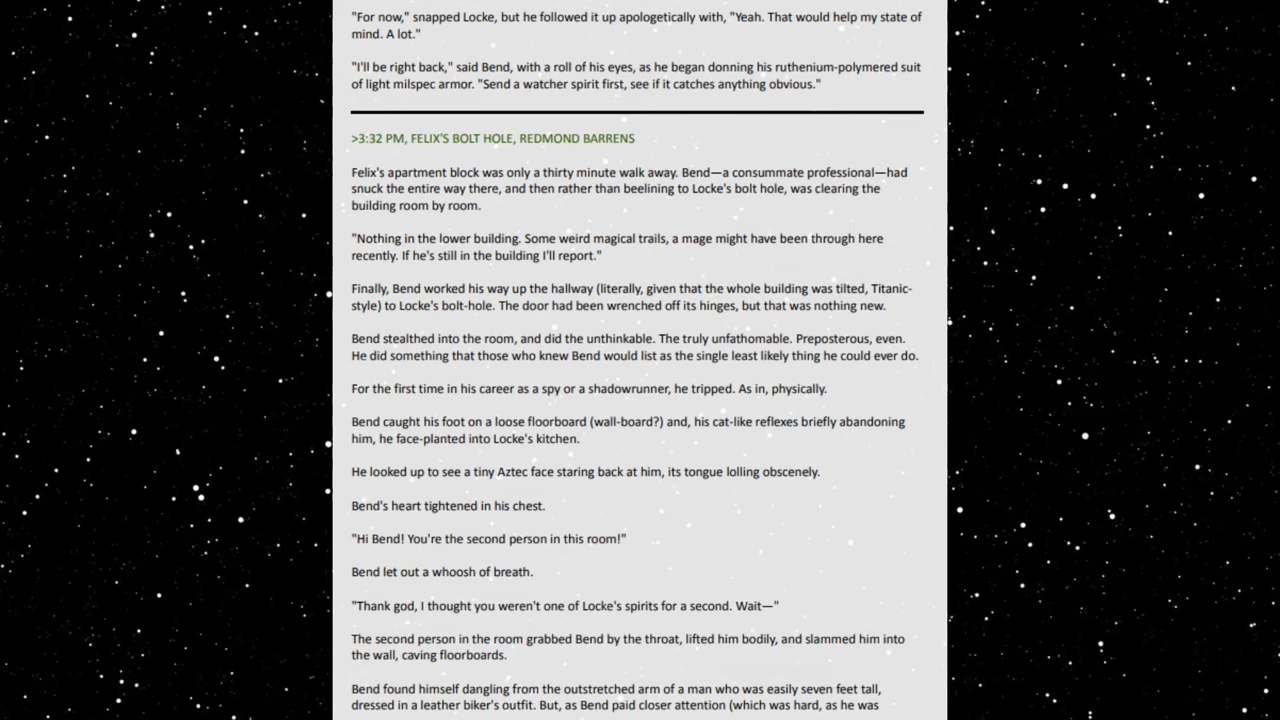 "For now," snapped Locke, but he followed it up apologetically with, "Yeah. That would help my state of
mind. A lot."
"I'll be right back," said Bend, with a roll of his eyes, as he began donning his ruthenium-polymered suit
of light milspec armor. "Send a watcher spirit first, see if it catches anything obvious."
>3:32 PM, FELIX'S BOLT HOLE, REDMOND BARRENS
Felix's apartment block was only a thirty minute walk away. Bend—a consummate professional—had
snuck the entire way there, and then rather than beelining to Locke's bolt hole, was clearing the
building room by room.
"Nothing in the lower building. Some weird magical trails, a mage might have been through here
recently. If he's still in the building I'll report."
Finally, Bend worked his way up the hallway (literally, given that the whole building was tilted, Titanic-
style) to Locke's bolt-hole. The door had been wrenched off its hinges, but that was nothing new.
Bend stealthed into the room, and did the unthinkable. The truly unfathomable. Preposterous, even.
He did something that those who knew Bend would list as the single least likely thing he could ever do.
For the first time in his career as a spy or a shadowrunner, he tripped. As in, physically.
Bend caught his foot on a loose floorboard (wall-board?) and, his cat-like reflexes briefly abandoning
him, he face-planted into Locke's kitchen.
He looked up to see a tiny Aztec face staring back at him, its tongue lolling obscenely.
Bend's heart tightened in his chest.
"Hi Bend! You're the second person in this room!"
Bend let out a whoosh of breath.
"Thank god, I thought you weren't one of Locke's spirits for a second. Wait—"
The second person in the room grabbed Bend by the throat, lifted him bodily, and slammed him into
the wall, caving floorboards.
Bend found himself dangling from the outstretched arm of a man who was easily seven feet tall,
dressed in a leather biker's outfit. But, as Bend paid closer attention (which was hard, as he was